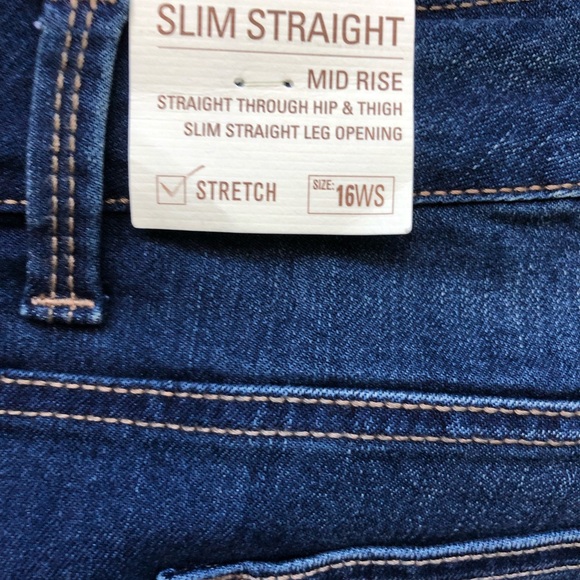 SLIM STRAIGHT
MID RISE
STRAIGHT THROUGH HIP & THIGH
SLIM STRAIGHT LEG OPENING
STRETCH
SIZE: 16WS